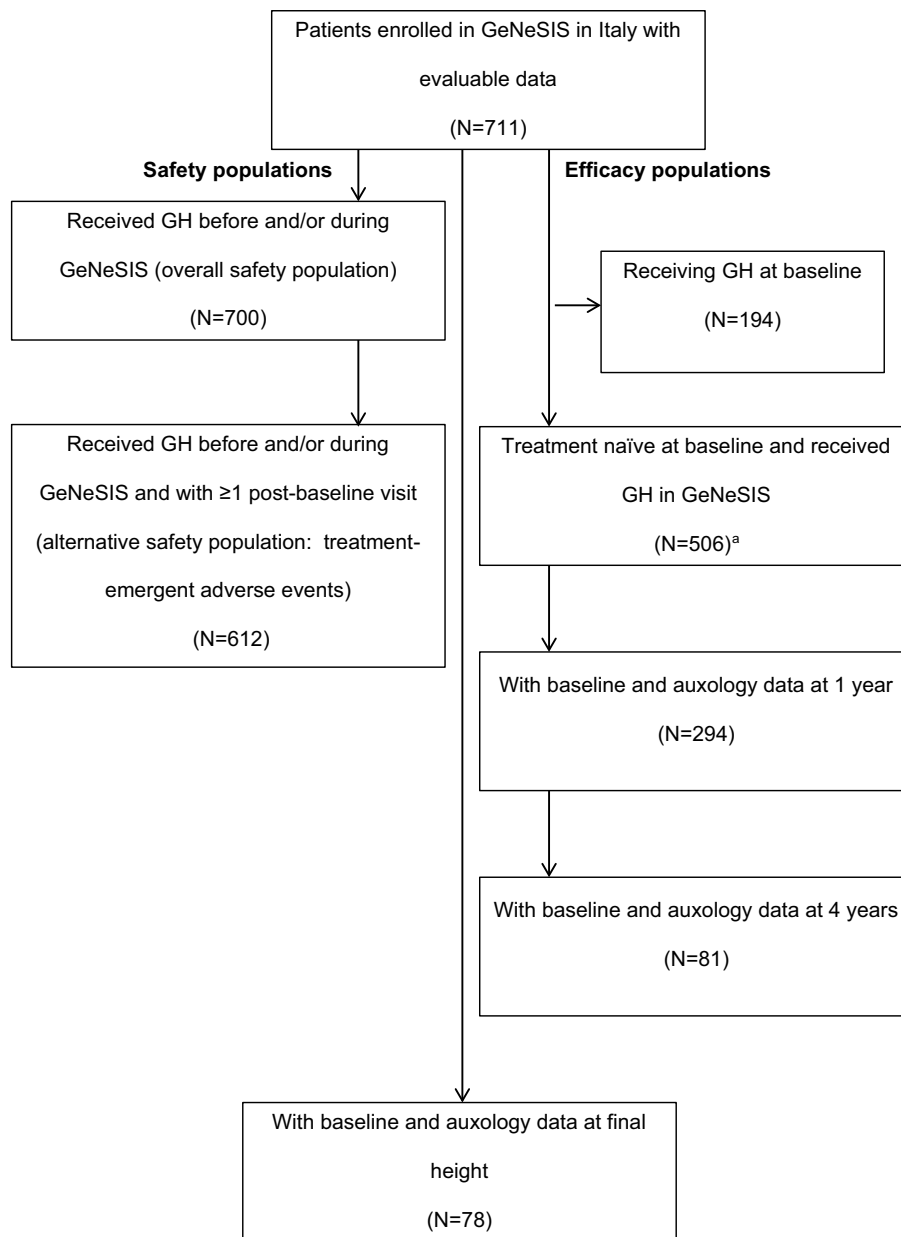 Patients enrolled in GeNeSIS in Italy with
evaluable data
(N=711)
Safety populations
Efficacy populations
Received GH before and/or during
GeNeSIS (overall safety population)
(N=700)
Receiving GH at baseline
(N=194)
Received GH before and/or during
GeNeSIS and with ≥1 post-baseline visit
(alternative safety population: treatment-
emergent adverse events)
(N=612)
Treatment naïve at baseline and received
GH in GeNeSIS
(N=506)ᵃ
With baseline and auxology data at 1 year
(N=294)
With baseline and auxology data at 4 years
(N=81)
With baseline and auxology data at final
height
(N=78)